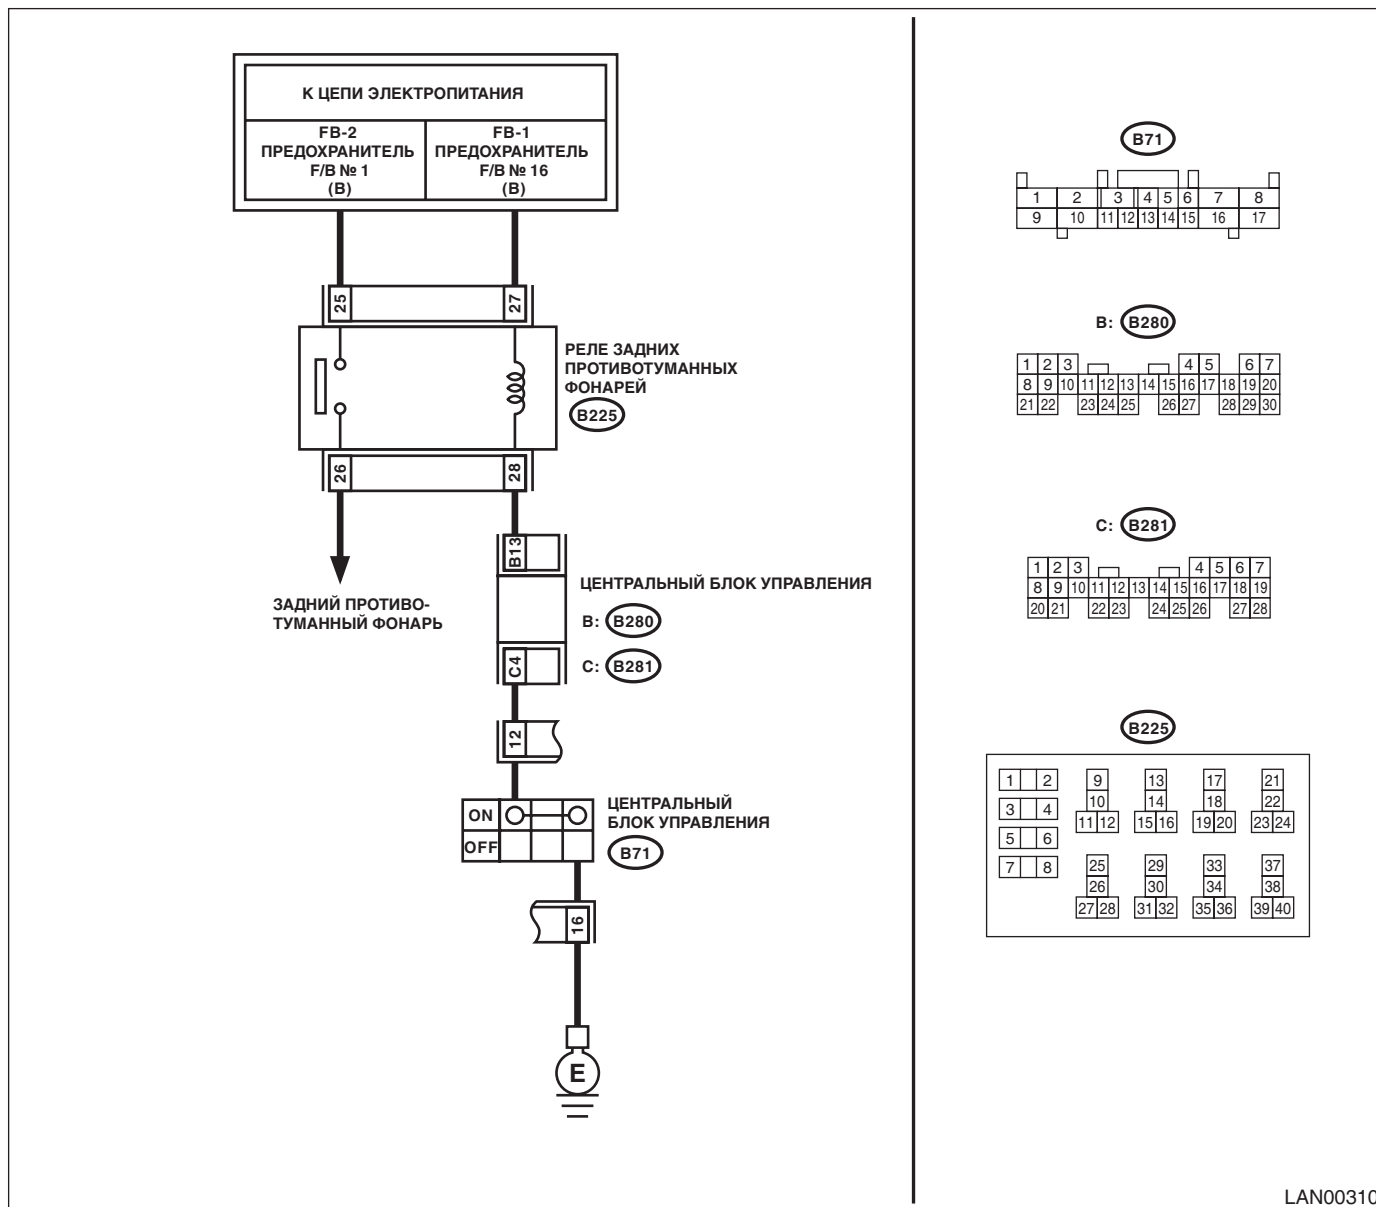 К ЦЕПИ ЭЛЕКТРОПИТАНИЯ
FB-2
ПРЕДОХРАНИТЕЛЬ
F/B № 1
(B)
FB-1
ПРЕДОХРАНИТЕЛЬ
F/B № 16
(B)
25
27
РЕЛЕ ЗАДНИХ
ПРОТИВОТУМАННЫХ
ФОНАРЕЙ
B225
26
28
ЗАДНИЙ ПРОТИВО-
ТУМАННЫЙ ФОНАРЬ
B13
ЦЕНТРАЛЬНЫЙ БЛОК УПРАВЛЕНИЯ
B: B280
C: B281
C4
12
ON
OFF
ЦЕНТРАЛЬНЫЙ
БЛОК УПРАВЛЕНИЯ
B71
16
E
B71
1 2 3 4 5 6 7 8
9 10 11 12 13 14 15 16 17
B: B280
1 2 3 4 5 6 7
8 9 10 11 12 13 14 15 16 17 18 19 20
21 22 23 24 25 26 27 28 29 30
C: B281
1 2 3 4 5 6 7
8 9 10 11 12 13 14 15 16 17 18 19
20 21 22 23 24 25 26 27 28
B225
1 2 9 13 17 21
3 4 10 14 18 22
11 12 15 16 19 20 23 24
5 6
7 8 25 29 33 37
26 30 34 38
27 28 31 32 35 36 39 40
LAN00310